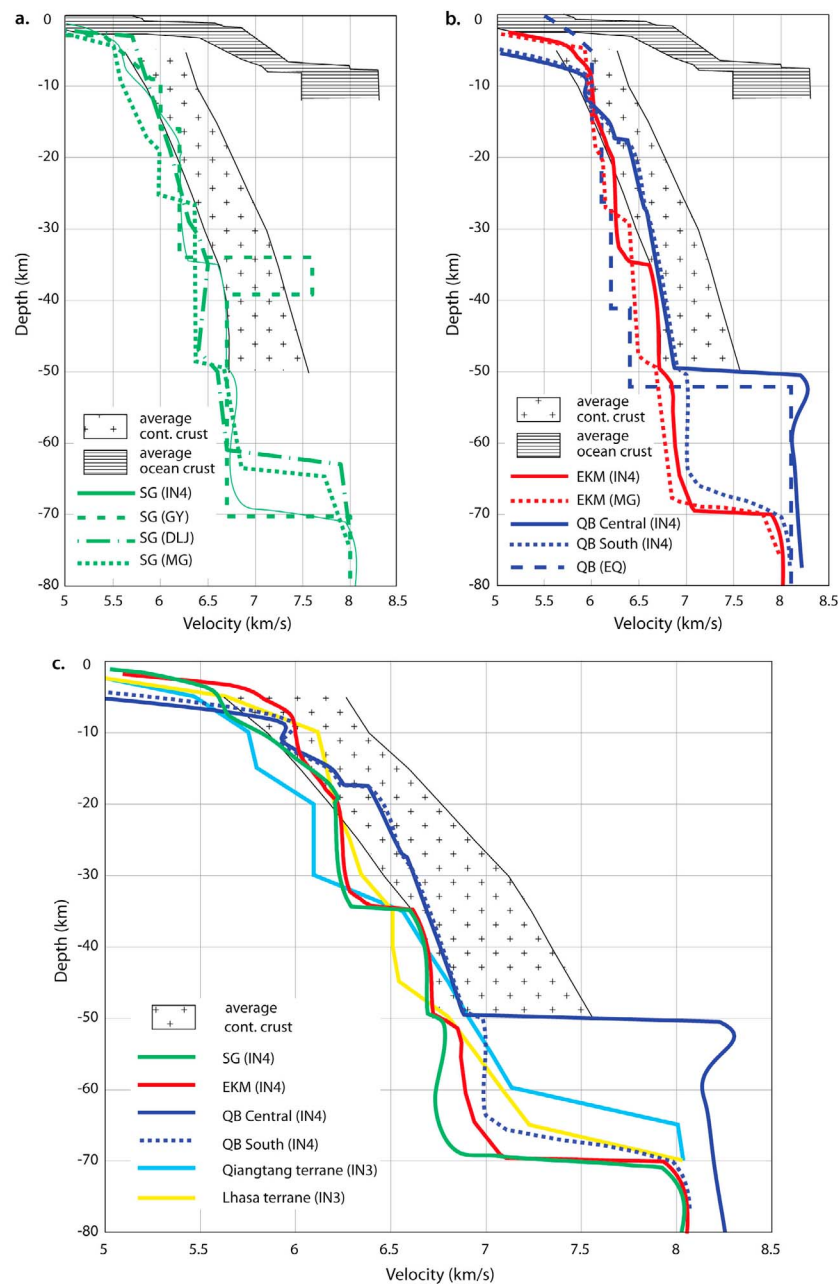 a.
0
-10
-20
-30
-40
-50
-60
-70
-80
Depth (km)
average
cont. crust
average
ocean crust
SG (IN4)
SG (GY)
SG (DLJ)
SG (MG)
5 5.5 6 6.5 7 7.5 8 8.5
Velocity (km/s)
b.
0
-10
-20
-30
-40
-50
-60
-70
-80
Depth (km)
average
cont. crust
average
ocean crust
EKM (IN4)
EKM (MG)
QB Central (IN4)
QB South (IN4)
QB (EQ)
5 5.5 6 6.5 7 7.5 8 8.5
Velocity (km/s)
c.
0
-10
-20
-30
-40
-50
-60
-70
-80
Depth (km)
average
cont. crust
SG (IN4)
EKM (IN4)
QB Central (IN4)
QB South (IN4)
Qiangtang terrane (IN3)
Lhasa terrane (IN3)
5 5.5 6 6.5 7 7.5 8 8.5
Velocity (km/s)